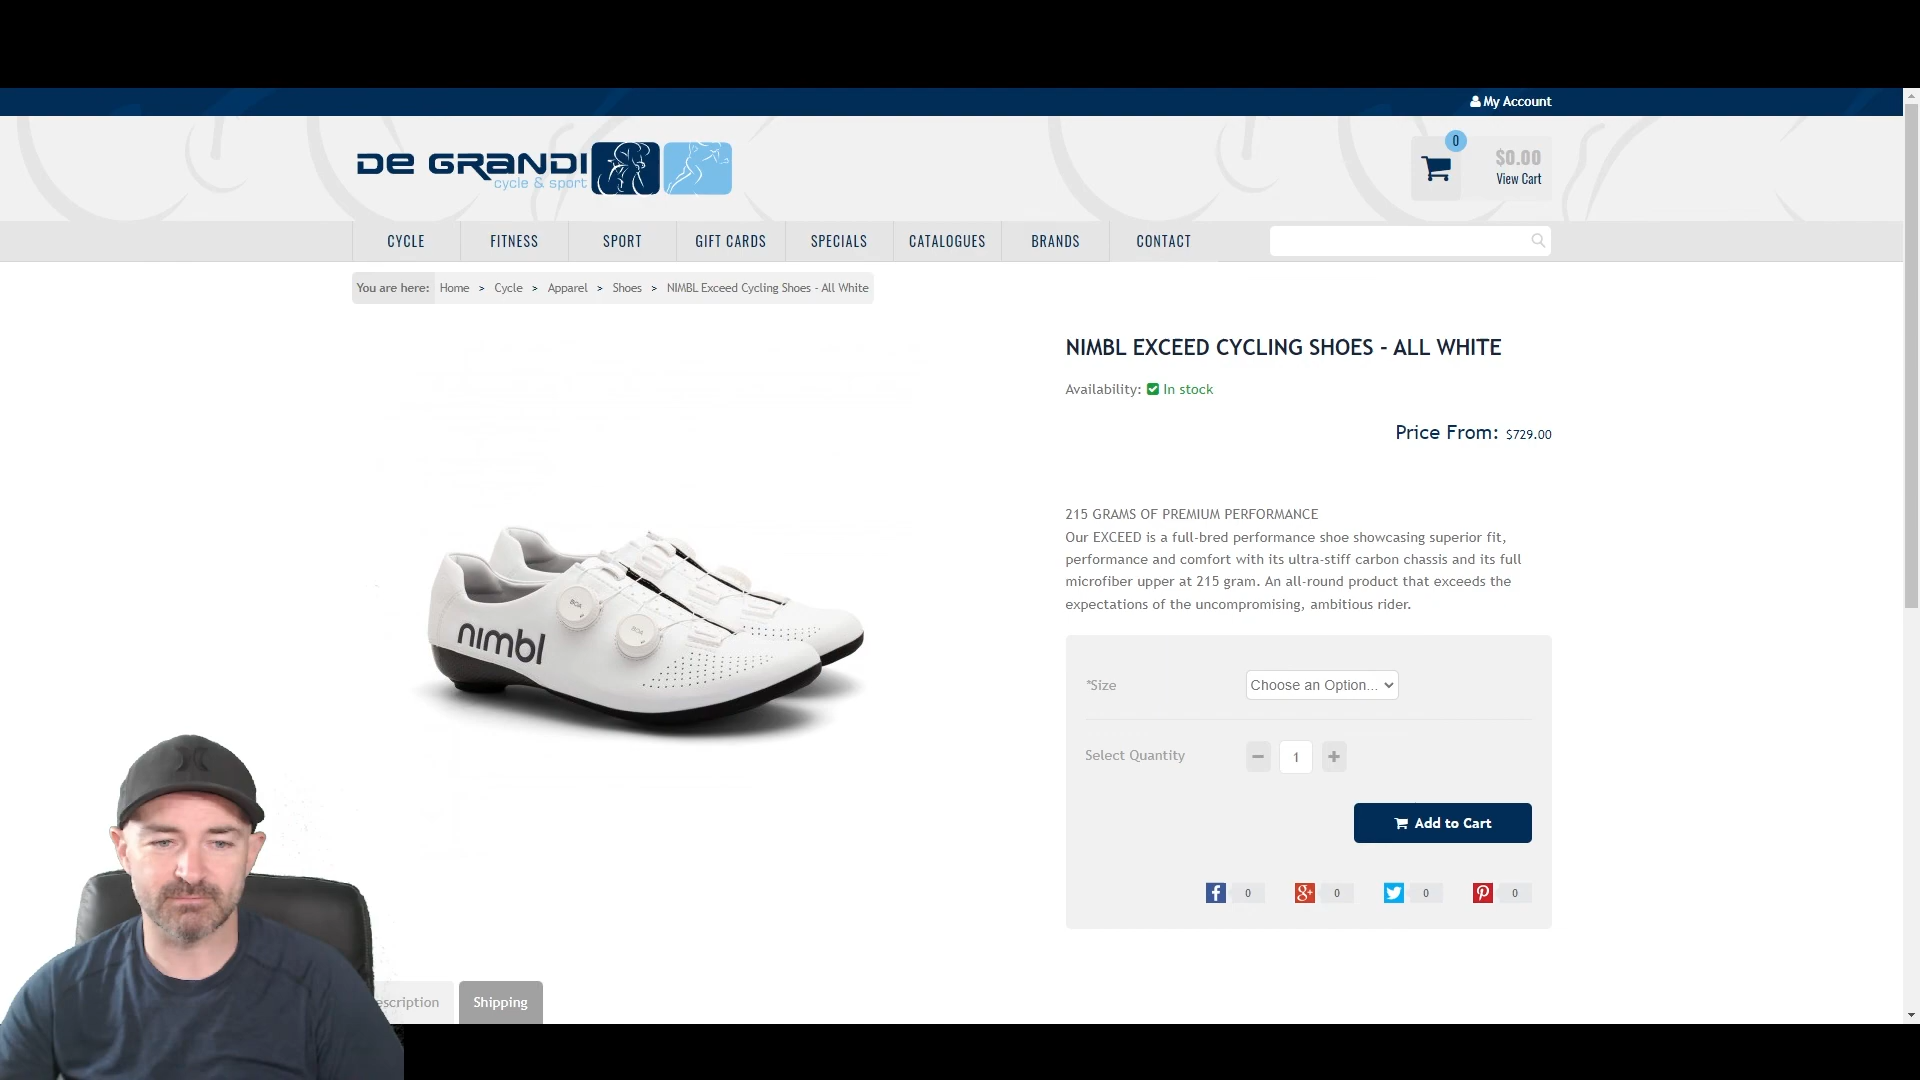 My Account
DE GRANDI
cycle & sport
0
$0.00
View Cart
CYCLE
FITNESS
SPORT
GIFT CARDS
SPECIALS
CATALOGUES
BRANDS
CONTACT
You are here: Home > Cycle > Apparel > Shoes > NIMBL Exceed Cycling Shoes - All White
NIMBL EXCEED CYCLING SHOES - ALL WHITE
Availability: In stock
Price From: $729.00
215 GRAMS OF PREMIUM PERFORMANCE
Our EXCEED is a full-bred performance shoe showcasing superior fit,
performance and comfort with its ultra-stiff carbon chassis and its full
microfiber upper at 215 gram. An all-round product that exceeds the
expectations of the uncompromising, ambitious rider.
BOA
BOA
nimbl
*Size
Choose an Option...
Select Quantity
1
Add to Cart
0
0
0
0
escription
Shipping